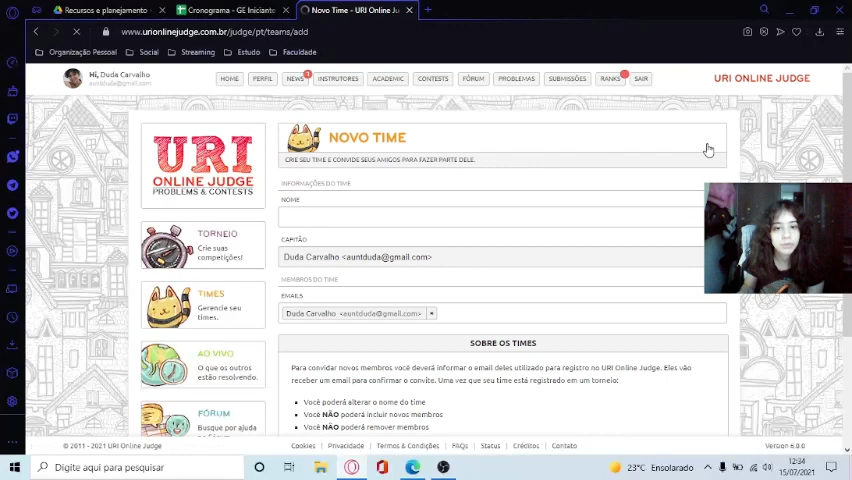 Recursos e planejamento - 
Cronograma - GE Iniciante
Novo Time - URI Online Ju
www.urionlinejudge.com.br/judge/pt/teams/add
Organização Pessoal
Social
Streaming
Estudo
Faculdade
Hi, Duda Carvalho
auntduda@gmail.com
HOME
PERFIL
NEWS
INSTRUTORES
ACADEMIC
CONTESTS
FÓRUM
PROBLEMAS
SUBMISSÕES
RANKS
SAIR
URI ONLINE JUDGE
URI
ONLINE JUDGE
PROBLEMS & CONTESTS
NOVO TIME
CRIE SEU TIME E CONVIDE SEUS AMIGOS PARA FAZER PARTE DELE.
INFORMAÇÕES DO TIME
NOME
CAPITÃO
Duda Carvalho <auntduda@gmail.com>
MEMBROS DO TIME
EMAILS
Duda Carvalho <auntduda@gmail.com>
TORNEIO
Crie suas
competições!
TIMES
Gerencie seu
times.
AO VIVO
O que os outros
estão resolvendo.
FÓRUM
Busque por ajuda
SOBRE OS TIMES
Para convidar novos membros você deverá informar o email deles utilizado para registro no URI Online Judge. Eles vão
receber um email para confirmar o convite. Uma vez que seu time está registrado em um torneio:
Você poderá alterar o nome do time
Você NÃO poderá incluir novos membros
Você NÃO poderá remover membros
© 2011 - 2021 URI Online Judge
Cookies
Privacidade
Termos & Condições
FAQs
Status
Créditos
Contato
Version 6.0.0
Digite aqui para pesquisar
23°C Ensolarado
12:34
15/07/2021